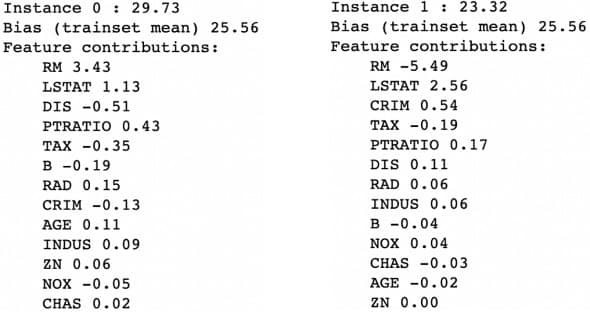 Instance 0 : 29.73
Bias (trainset mean) 25.56
Feature contributions:
RM 3.43
LSTAT 1.13
DIS -0.51
PTRATIO 0.43
TAX -0.35
B -0.19
RAD 0.15
CRIM -0.13
AGE 0.11
INDUS 0.09
ZN 0.06
NOX -0.05
CHAS 0.02
Instance 1 : 23.32
Bias (trainset mean) 25.56
Feature contributions:
RM -5.49
LSTAT 2.56
CRIM 0.54
TAX -0.19
PTRATIO 0.17
DIS 0.11
RAD 0.06
INDUS 0.06
B -0.04
NOX 0.04
CHAS -0.03
AGE -0.02
ZN 0.00